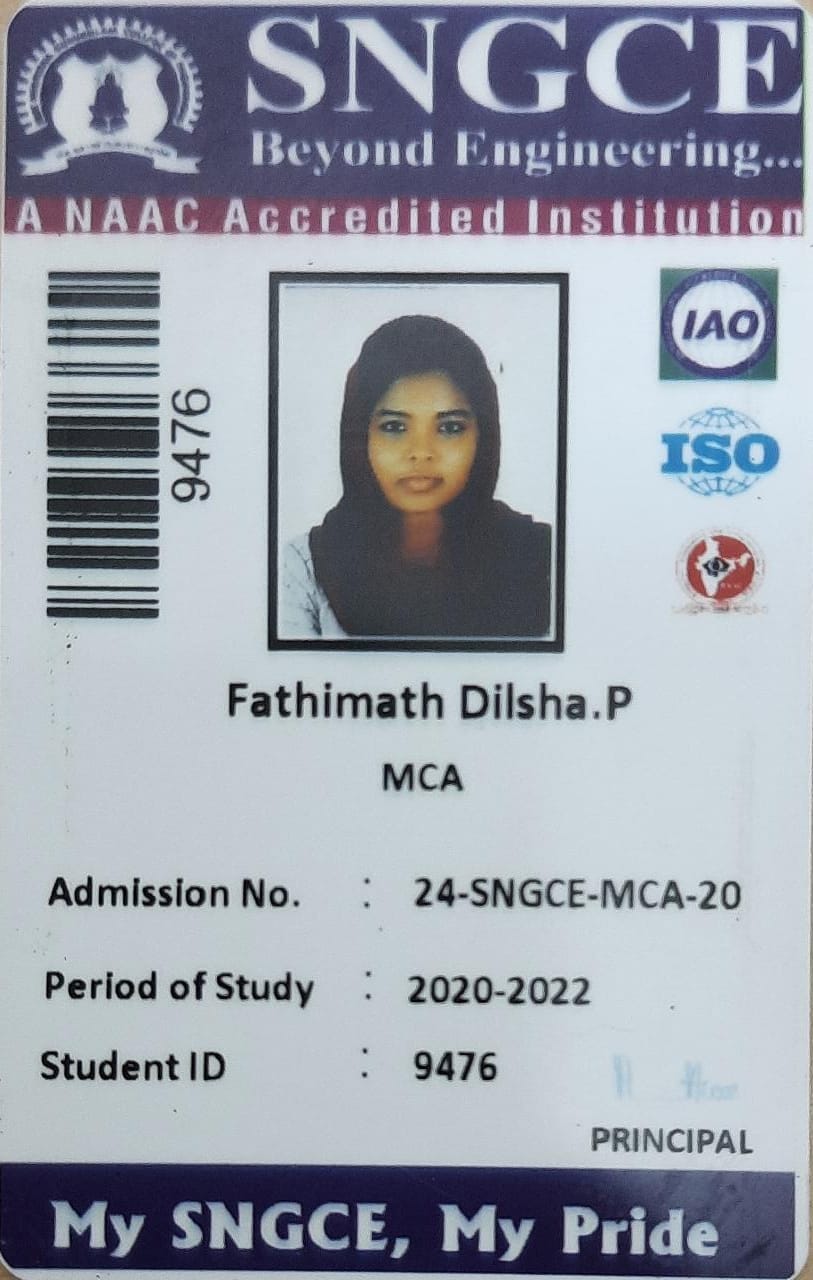 SNGCE
Beyond Engineering...
A NAAC Accredited Institution
9476
IAO
ISO
Fathimath Dilsha.P
MCA
Admission No. : 24-SNGCE-MCA-20
Period of Study : 2020-2022
Student ID : 9476
PRINCIPAL
My SNGCE, My Pride